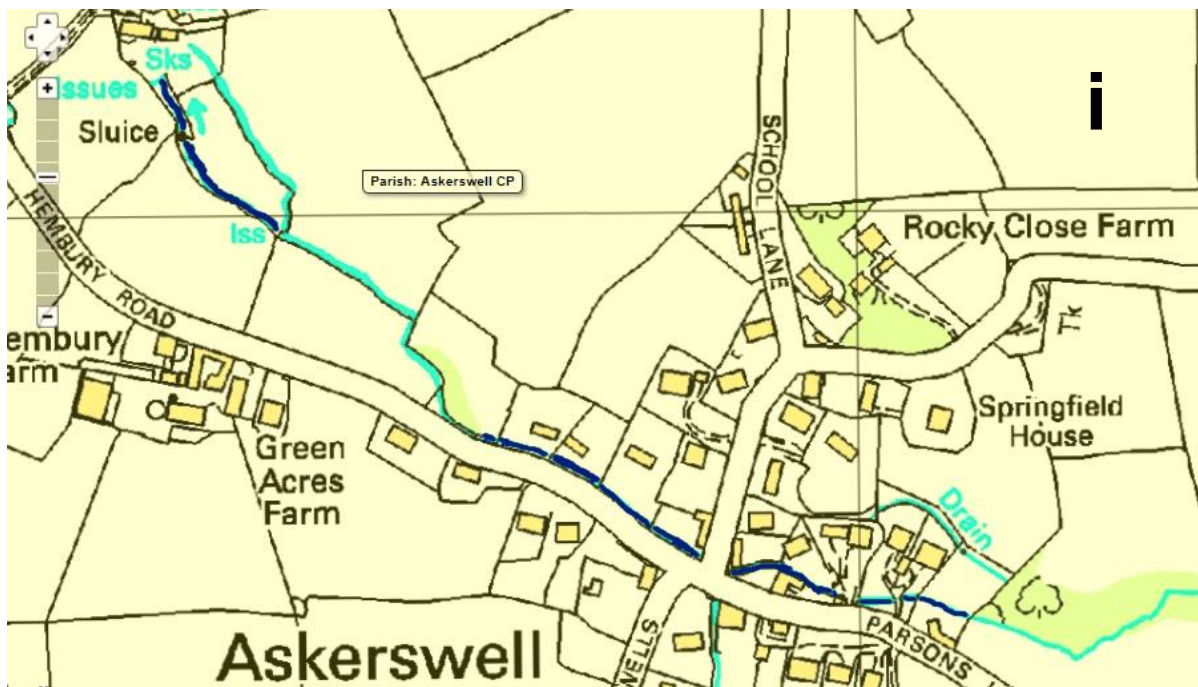 i
Sks
Issues
Sluice
SCHOOL LANE
Parish: Askerswell CP
Iss
Rocky Close Farm
HEMBURY ROAD
Tk
embury
arm
Springfield
House
Green
Acres
Farm
Drain
PARSONS L
WELLS
Askerswell